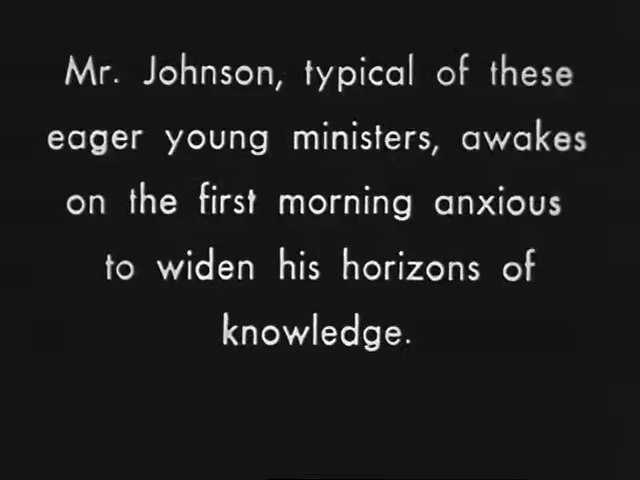 Mr. Johnson, typical of these
eager young ministers, awakes
on the first morning anxious
to widen his horizons of
knowledge.